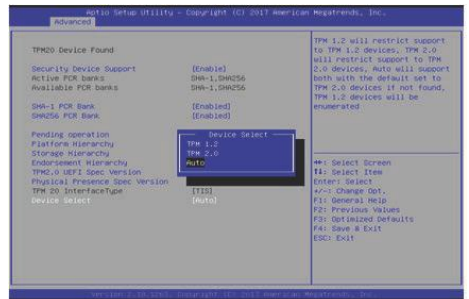 Aptio Setup Utility - Copyright (C) 2017 American Megatrends, Inc.
Advanced
TPM20 Device Found
Security Device Support [Enable]
Active PCR banks SHA-1,SHA256
Available PCR banks SHA-1,SHA256
SHA-1 PCR Bank [Enabled]
SHA256 PCR Bank [Enabled]
Pending operation
Platform Hierarchy
Storage Hierarchy
Endorsement Hierarchy
TPM2.0 UEFI Spec Version
Physical Presence Spec Version
TPM 20 InterfaceType [TIS]
Device Select [Auto]
Device Select
TPM 1.2
TPM 2.0
Auto
TPM 1.2 will restrict support
to TPM 1.2 devices, TPM 2.0
will restrict support to TPM
2.0 devices, Auto will support
both with the default set to
TPM 2.0 devices if not found,
TPM 1.2 devices will be
enumerated
↔: Select Screen
↑↓: Select Item
Enter: Select
+/-: Change Opt.
F1: General Help
F2: Previous Values
F3: Optimized Defaults
F4: Save & Exit
ESC: Exit
Copyright (C) 2017 American Megatrends, Inc.